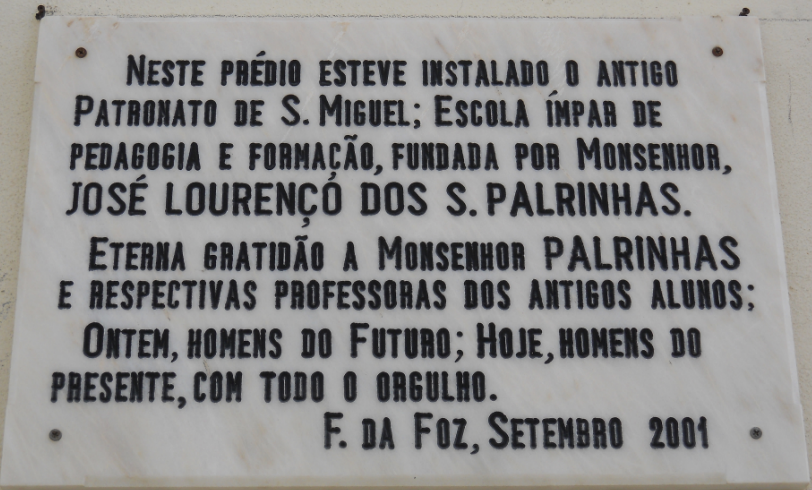 NESTE PRÉDIO ESTEVE INSTALADO O ANTIGO
PATRONATO DE S. MIGUEL; ESCOLA ÍMPAR DE
PEDAGOGIA E FORMAÇÃO, FUNDADA POR MONSENHOR,
JOSÉ LOURENÇO DOS S. PALRINHAS.
ETERNA GRATIDÃO A MONSENHOR PALRINHAS
E RESPECTIVAS PROFESSORAS DOS ANTIGOS ALUNOS;
ONTEM, HOMENS DO FUTURO; HOJE, HOMENS DO
PRESENTE, COM TODO O ORGULHO.
F. DA FOZ, SETEMBRO 2001